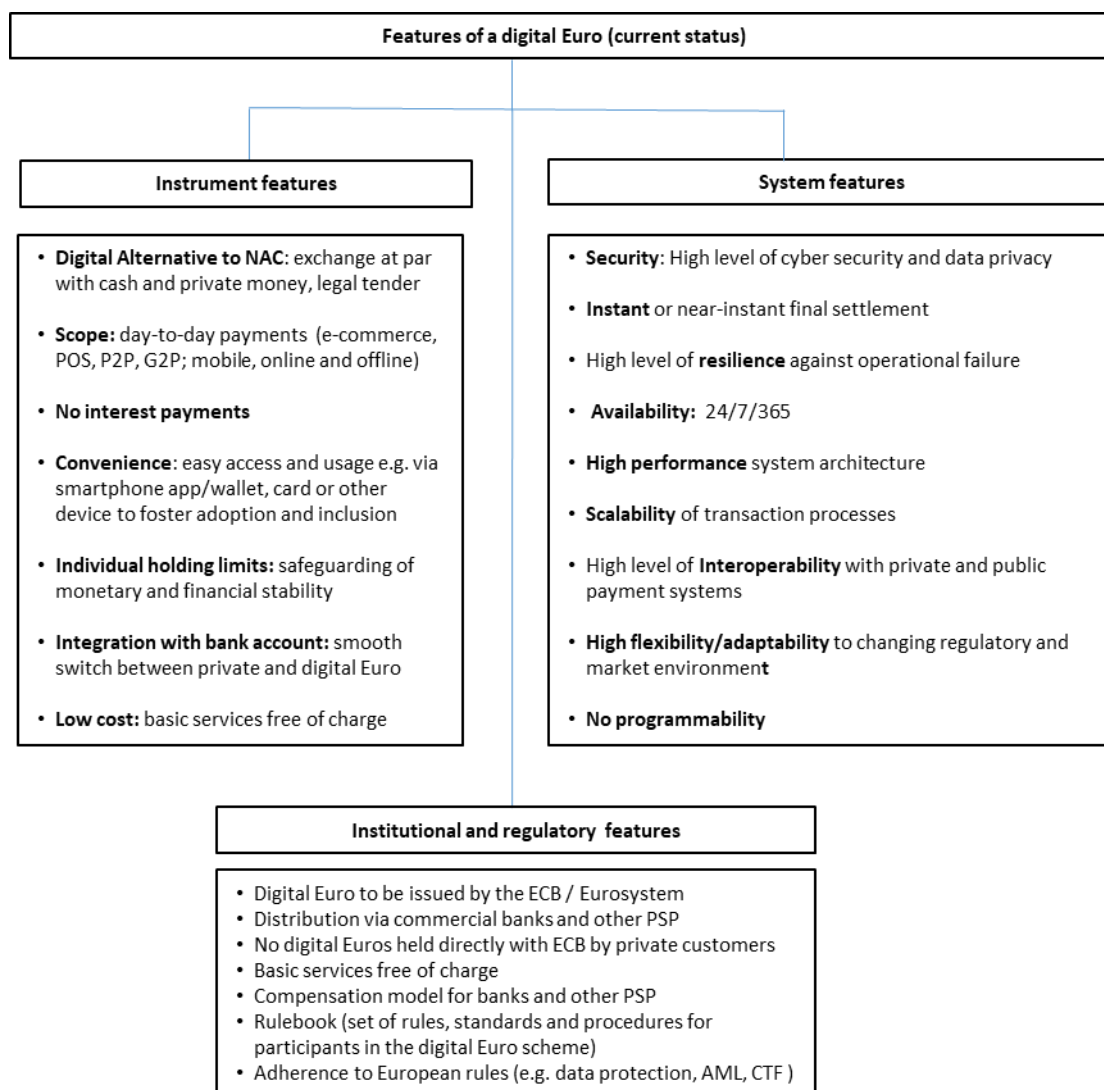 Features of a digital Euro (current status)
Instrument features
• Digital Alternative to NAC: exchange at par
with cash and private money, legal tender
• Scope: day-to-day payments (e-commerce,
POS, P2P, G2P; mobile, online and offline)
• No interest payments
• Convenience: easy access and usage e.g. via
smartphone app/wallet, card or other
device to foster adoption and inclusion
• Individual holding limits: safeguarding of
monetary and financial stability
• Integration with bank account: smooth
switch between private and digital Euro
• Low cost: basic services free of charge
System features
• Security: High level of cyber security and data privacy
• Instant or near-instant final settlement
• High level of resilience against operational failure
• Availability: 24/7/365
• High performance system architecture
• Scalability of transaction processes
• High level of Interoperability with private and public
payment systems
• High flexibility/adaptability to changing regulatory and
market environment
• No programmability
Institutional and regulatory features
• Digital Euro to be issued by the ECB / Eurosystem
• Distribution via commercial banks and other PSP
• No digital Euros held directly with ECB by private customers
• Basic services free of charge
• Compensation model for banks and other PSP
• Rulebook (set of rules, standards and procedures for
participants in the digital Euro scheme)
• Adherence to European rules (e.g. data protection, AML, CTF )